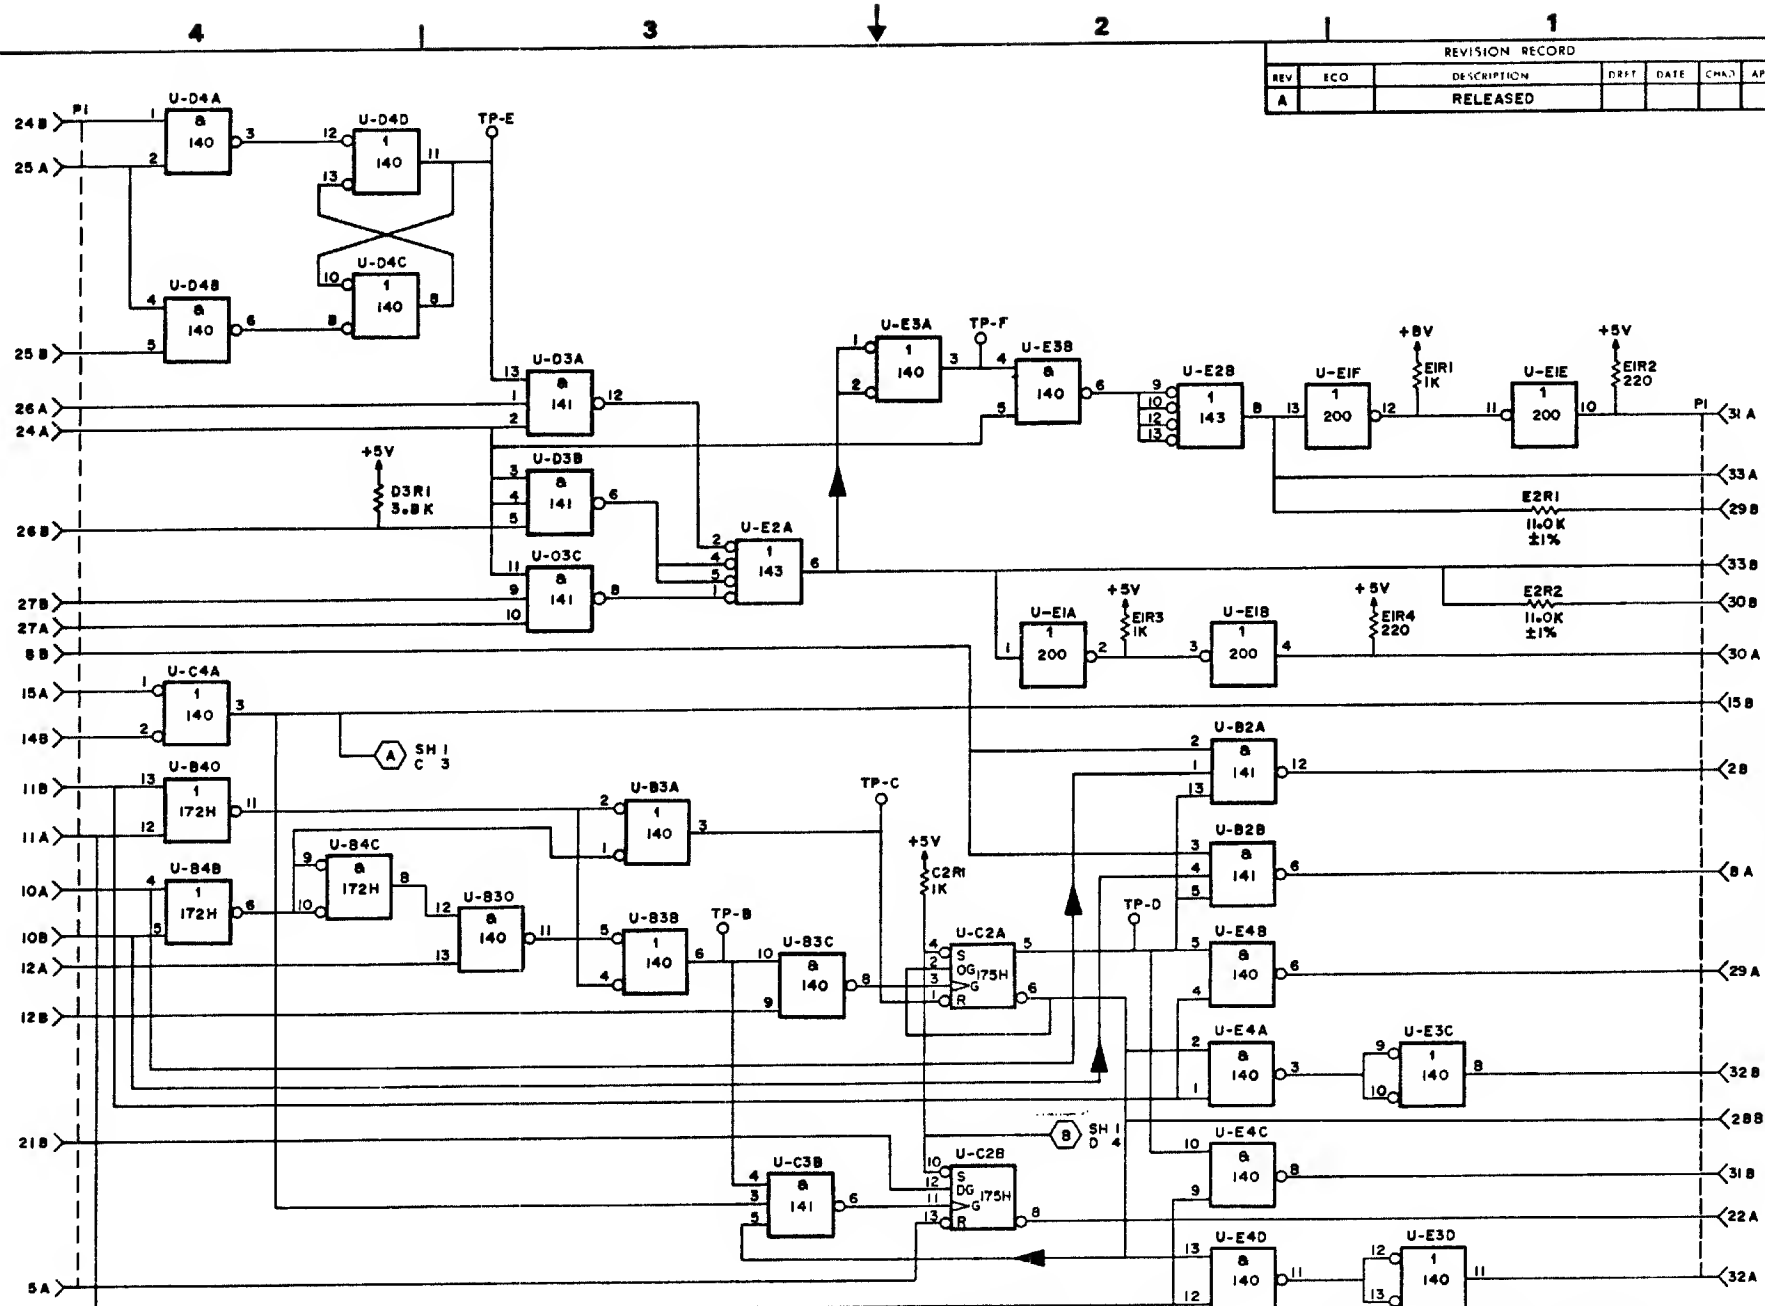 4 3 2 1
REVISION RECORD
REV ECO DESCRIPTION DRFT DATE CHKD AP
A RELEASED
24B P1 1 U-D4A & 140 3 12 U-D4D 1 140 11 TP-E
25A 2 13
10 U-D4C 1 140 8
4 U-D4B & 140 6 8
25B 5
U-E3A 1 140 1 2 3 TP-F
4 U-E3B & 140 6 5
9 10 12 13 U-E2B 1 143 8
13 U-E1F 200 12
+8V E1R1 1K
11 U-E1E 200 10
+5V E1R2 220
P1 31A
26A 13 1 2 U-D3A & 141 12
24A
33A
+5V D3R1 3.8K
3 4 5 U-D3B & 141 6
E2R1 11.0K ±1% 29B
26B
2 4 5 1 U-E2A 1 143 6
33B
11 9 10 U-O3C & 141 8
27B
27A
E2R2 11.0K ±1% 30B
8B
1 U-E1A 1 200 2
+5V E1R3 1K
3 U-E1B 1 200 4
+5V E1R4 220
30A
15A 1 U-C4A 1 140 3
14B 2
15B
A SH 1 C 3
11B 13 U-B4D 1 172H 11
11A 12
2 1 U-B3A 1 140 3 TP-C
2 1 13 U-B2A & 141 12 2B
10A 4 U-B4B 1 172H 6
10B 5
9 10 U-B4C & 172H 8
+5V C2R1 1K
3 4 5 U-B2B & 141 6 8A
12 13 U-B3D & 140 11
12A
5 4 U-B3B 1 140 6 TP-B
10 9 U-B3C & 140 8
12B
4 2 3 1 U-C2A S OG G R 175H 5 6
TP-D
5 4 U-E4B & 140 6 29A
2 1 U-E4A & 140 3
9 10 U-E3C 1 140 8 32B
21B
B SH 1 D 4
28B
4 3 5 U-C3B & 141 6
10 12 11 13 U-C2B S DG G R 175H 8
10 9 U-E4C & 140 8 31B
22A
13 12 U-E4D & 140 11
12 13 U-E3D 1 140 11 32A
5A